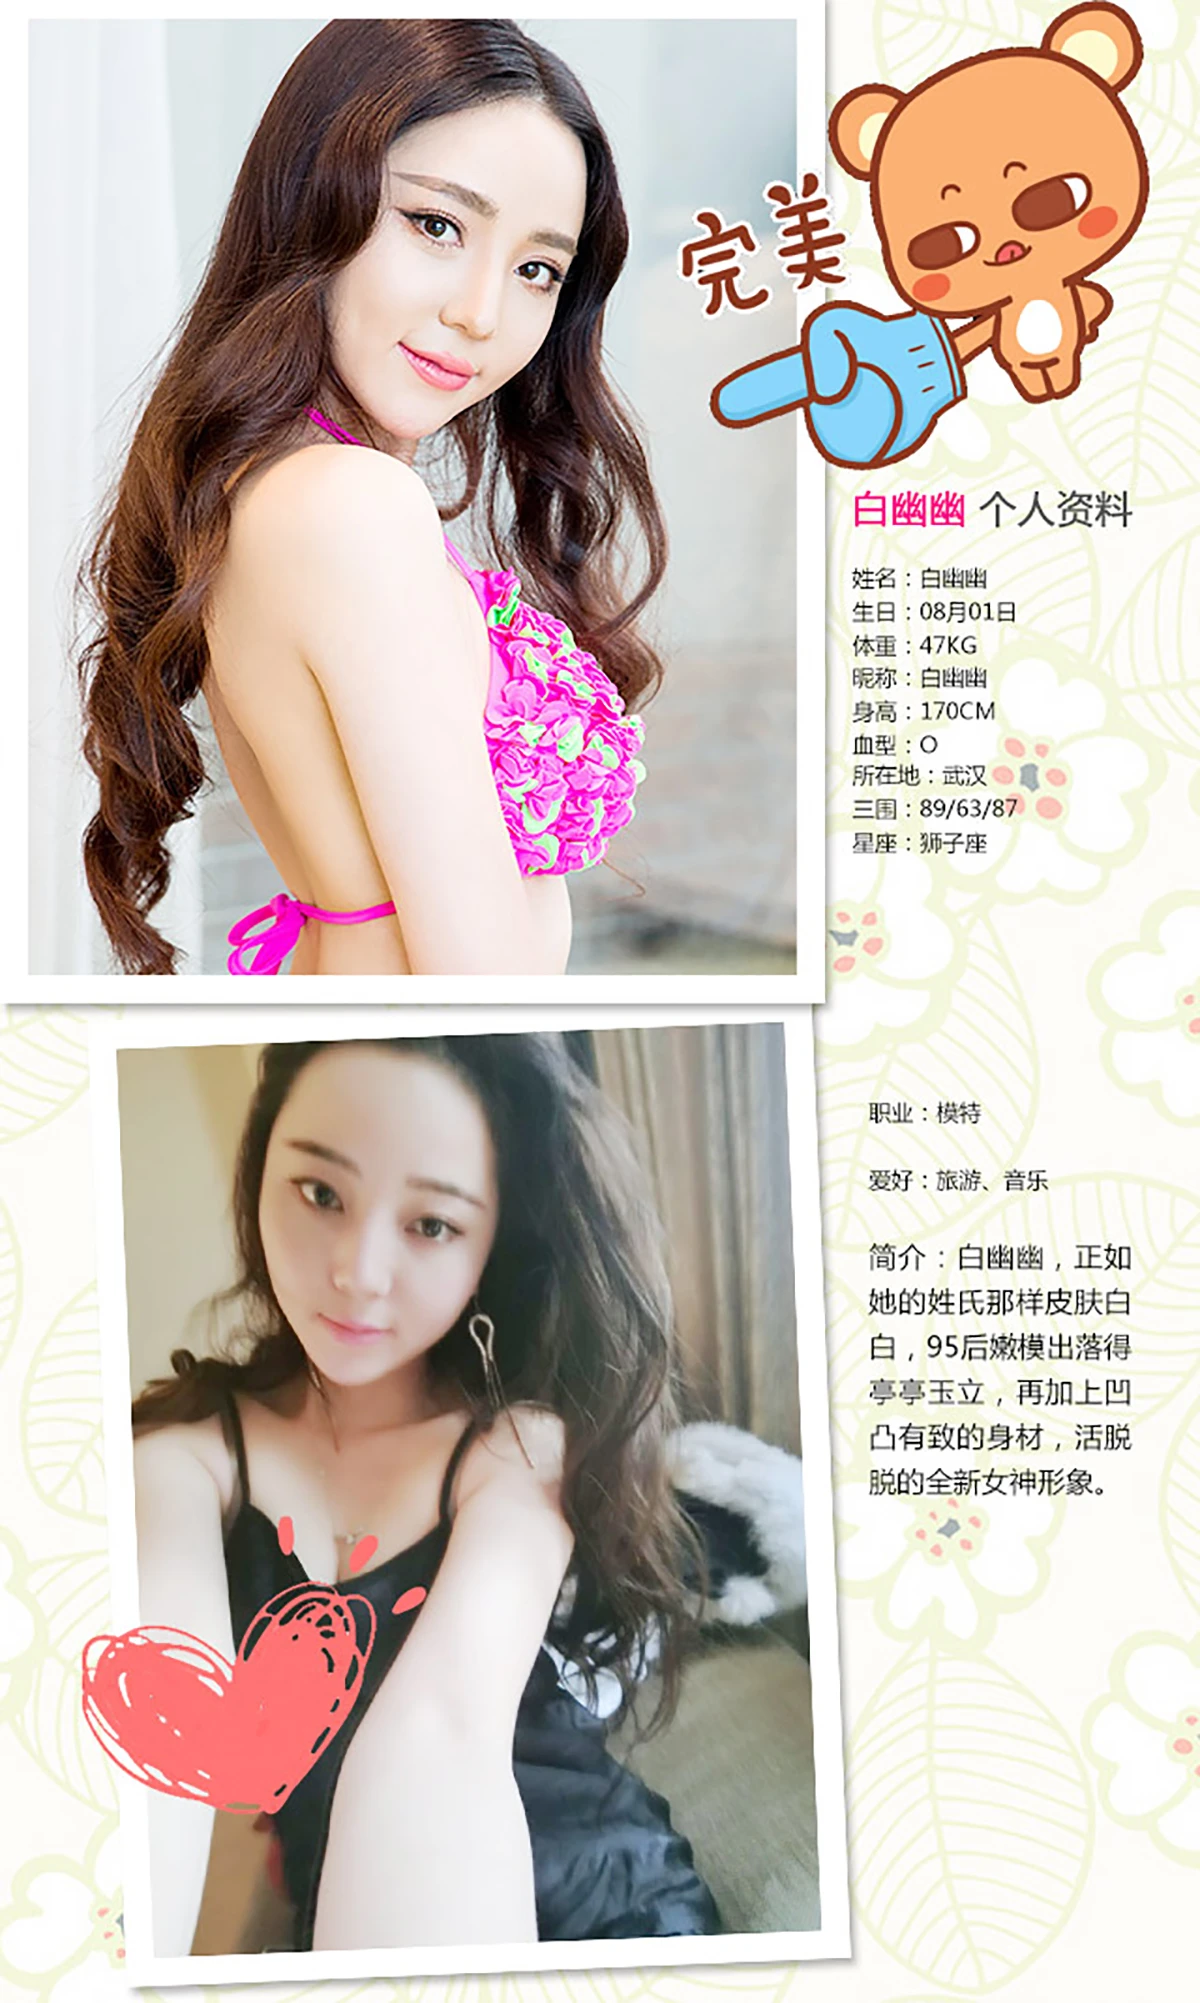 完美
白幽幽 个人资料
姓名：白幽幽
生日：08月01日
体重：47KG
昵称：白幽幽
身高：170CM
血型：O
所在地：武汉
三围：89/63/87
星座：狮子座
职业：模特
爱好：旅游、音乐
简介：白幽幽，正如
她的姓氏那样皮肤白
白，95后嫩模出落得
亭亭玉立，再加上凹
凸有致的身材，活脱
脱的全新女神形象。